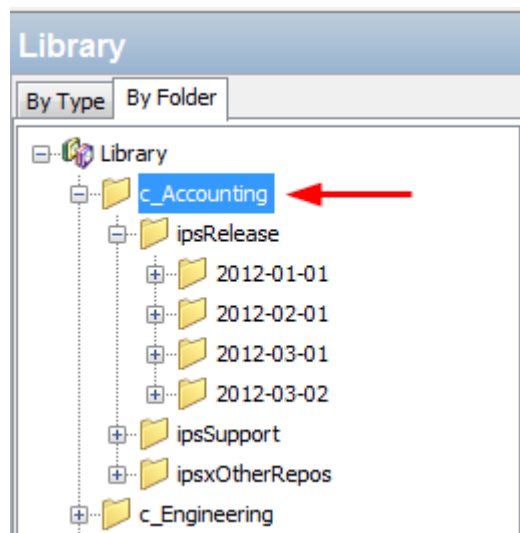 Library
By Type By Folder
Library
c_Accounting
ipsRelease
2012-01-01
2012-02-01
2012-03-01
2012-03-02
ipsSupport
ipsxOtherRepos
c_Engineering